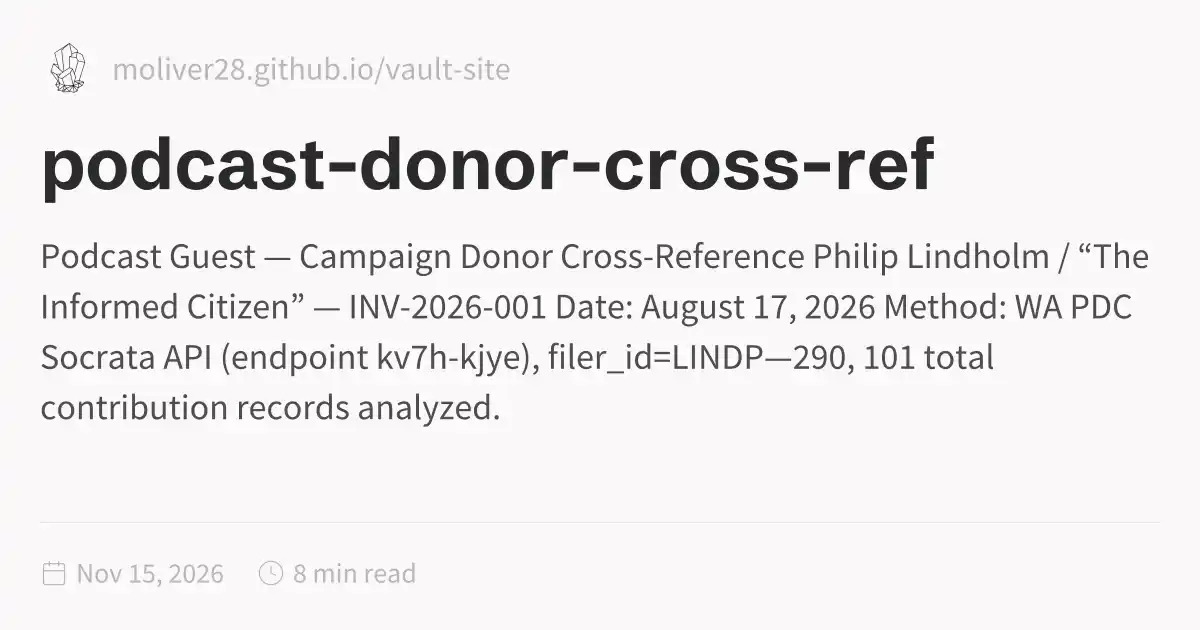 moliver28.github.io/vault-site
podcast-donor-cross-ref
Podcast Guest — Campaign Donor Cross-Reference Philip Lindholm / “The
Informed Citizen” — INV-2026-001 Date: August 17, 2026 Method: WA PDC
Socrata API (endpoint kv7h-kjye), filer_id=LINDP—290, 101 total
contribution records analyzed.
Nov 15, 2026 8 min read